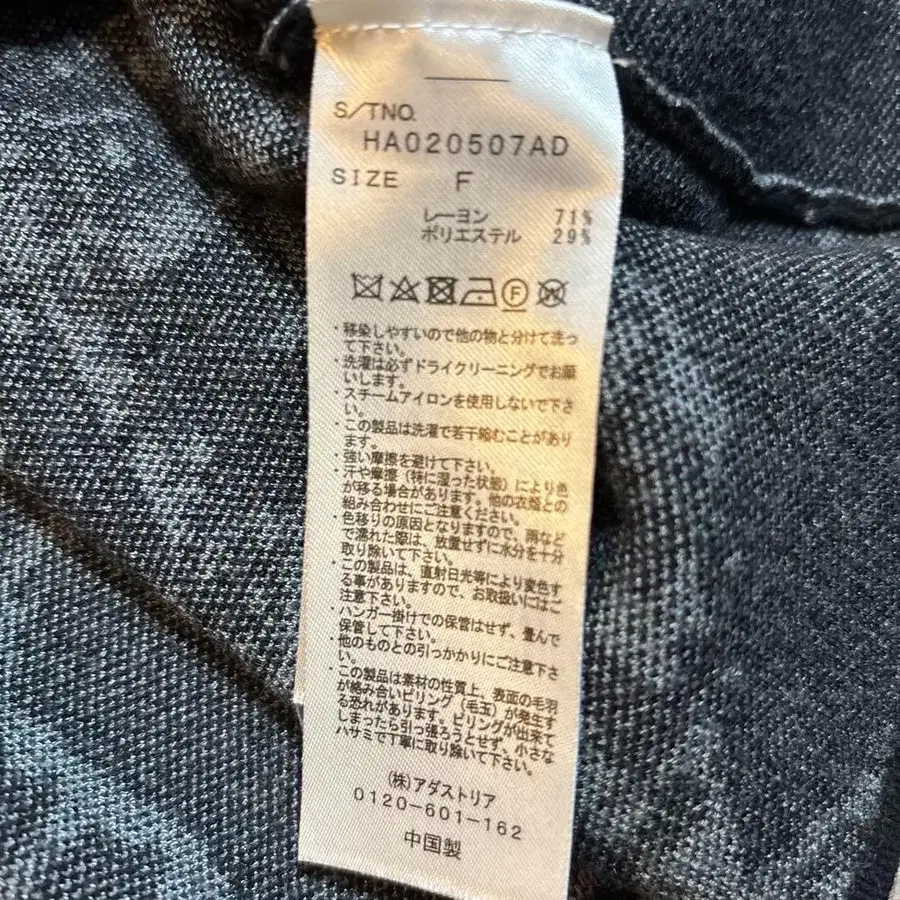 S/TNO.
HA020507AD
SIZE F
レーヨン 71%
ポリエステル 29%
F
W
・移染しやすいので他の物と分けて洗っ
て下さい。
・洗濯は必ずドライクリーニングでお願
いします。
・スチームアイロンを使用しないで下さ
い。
・この製品は洗濯で若干縮むことがあり
ます。
・強い摩擦を避けて下さい。
・汗や摩擦(特に湿った状態)により色
が移る場合があります。他の衣類との
組み合わせにご注意ください。
・色移りの原因となりますので、雨など
で濡れた際は、放置せずに水分を十分
取り除いて下さい。
・この製品は、直射日光等により変色す
る事がありますので、お取扱いにはご
注意下さい。
・ハンガー掛けでの保管はせず、畳んで
保管して下さい。
・他のものとの引っかかりにご注意下さ
い。
・この製品は素材の性質上、表面の毛羽
が絡み合いピリング(毛玉)が発生す
る恐れがあります。ピリングが出来て
しまったら引っ張ろうとせず、小さな
ハサミで丁寧に取り除いて下さい。
(株)アダストリア
0120-601-162
中国製